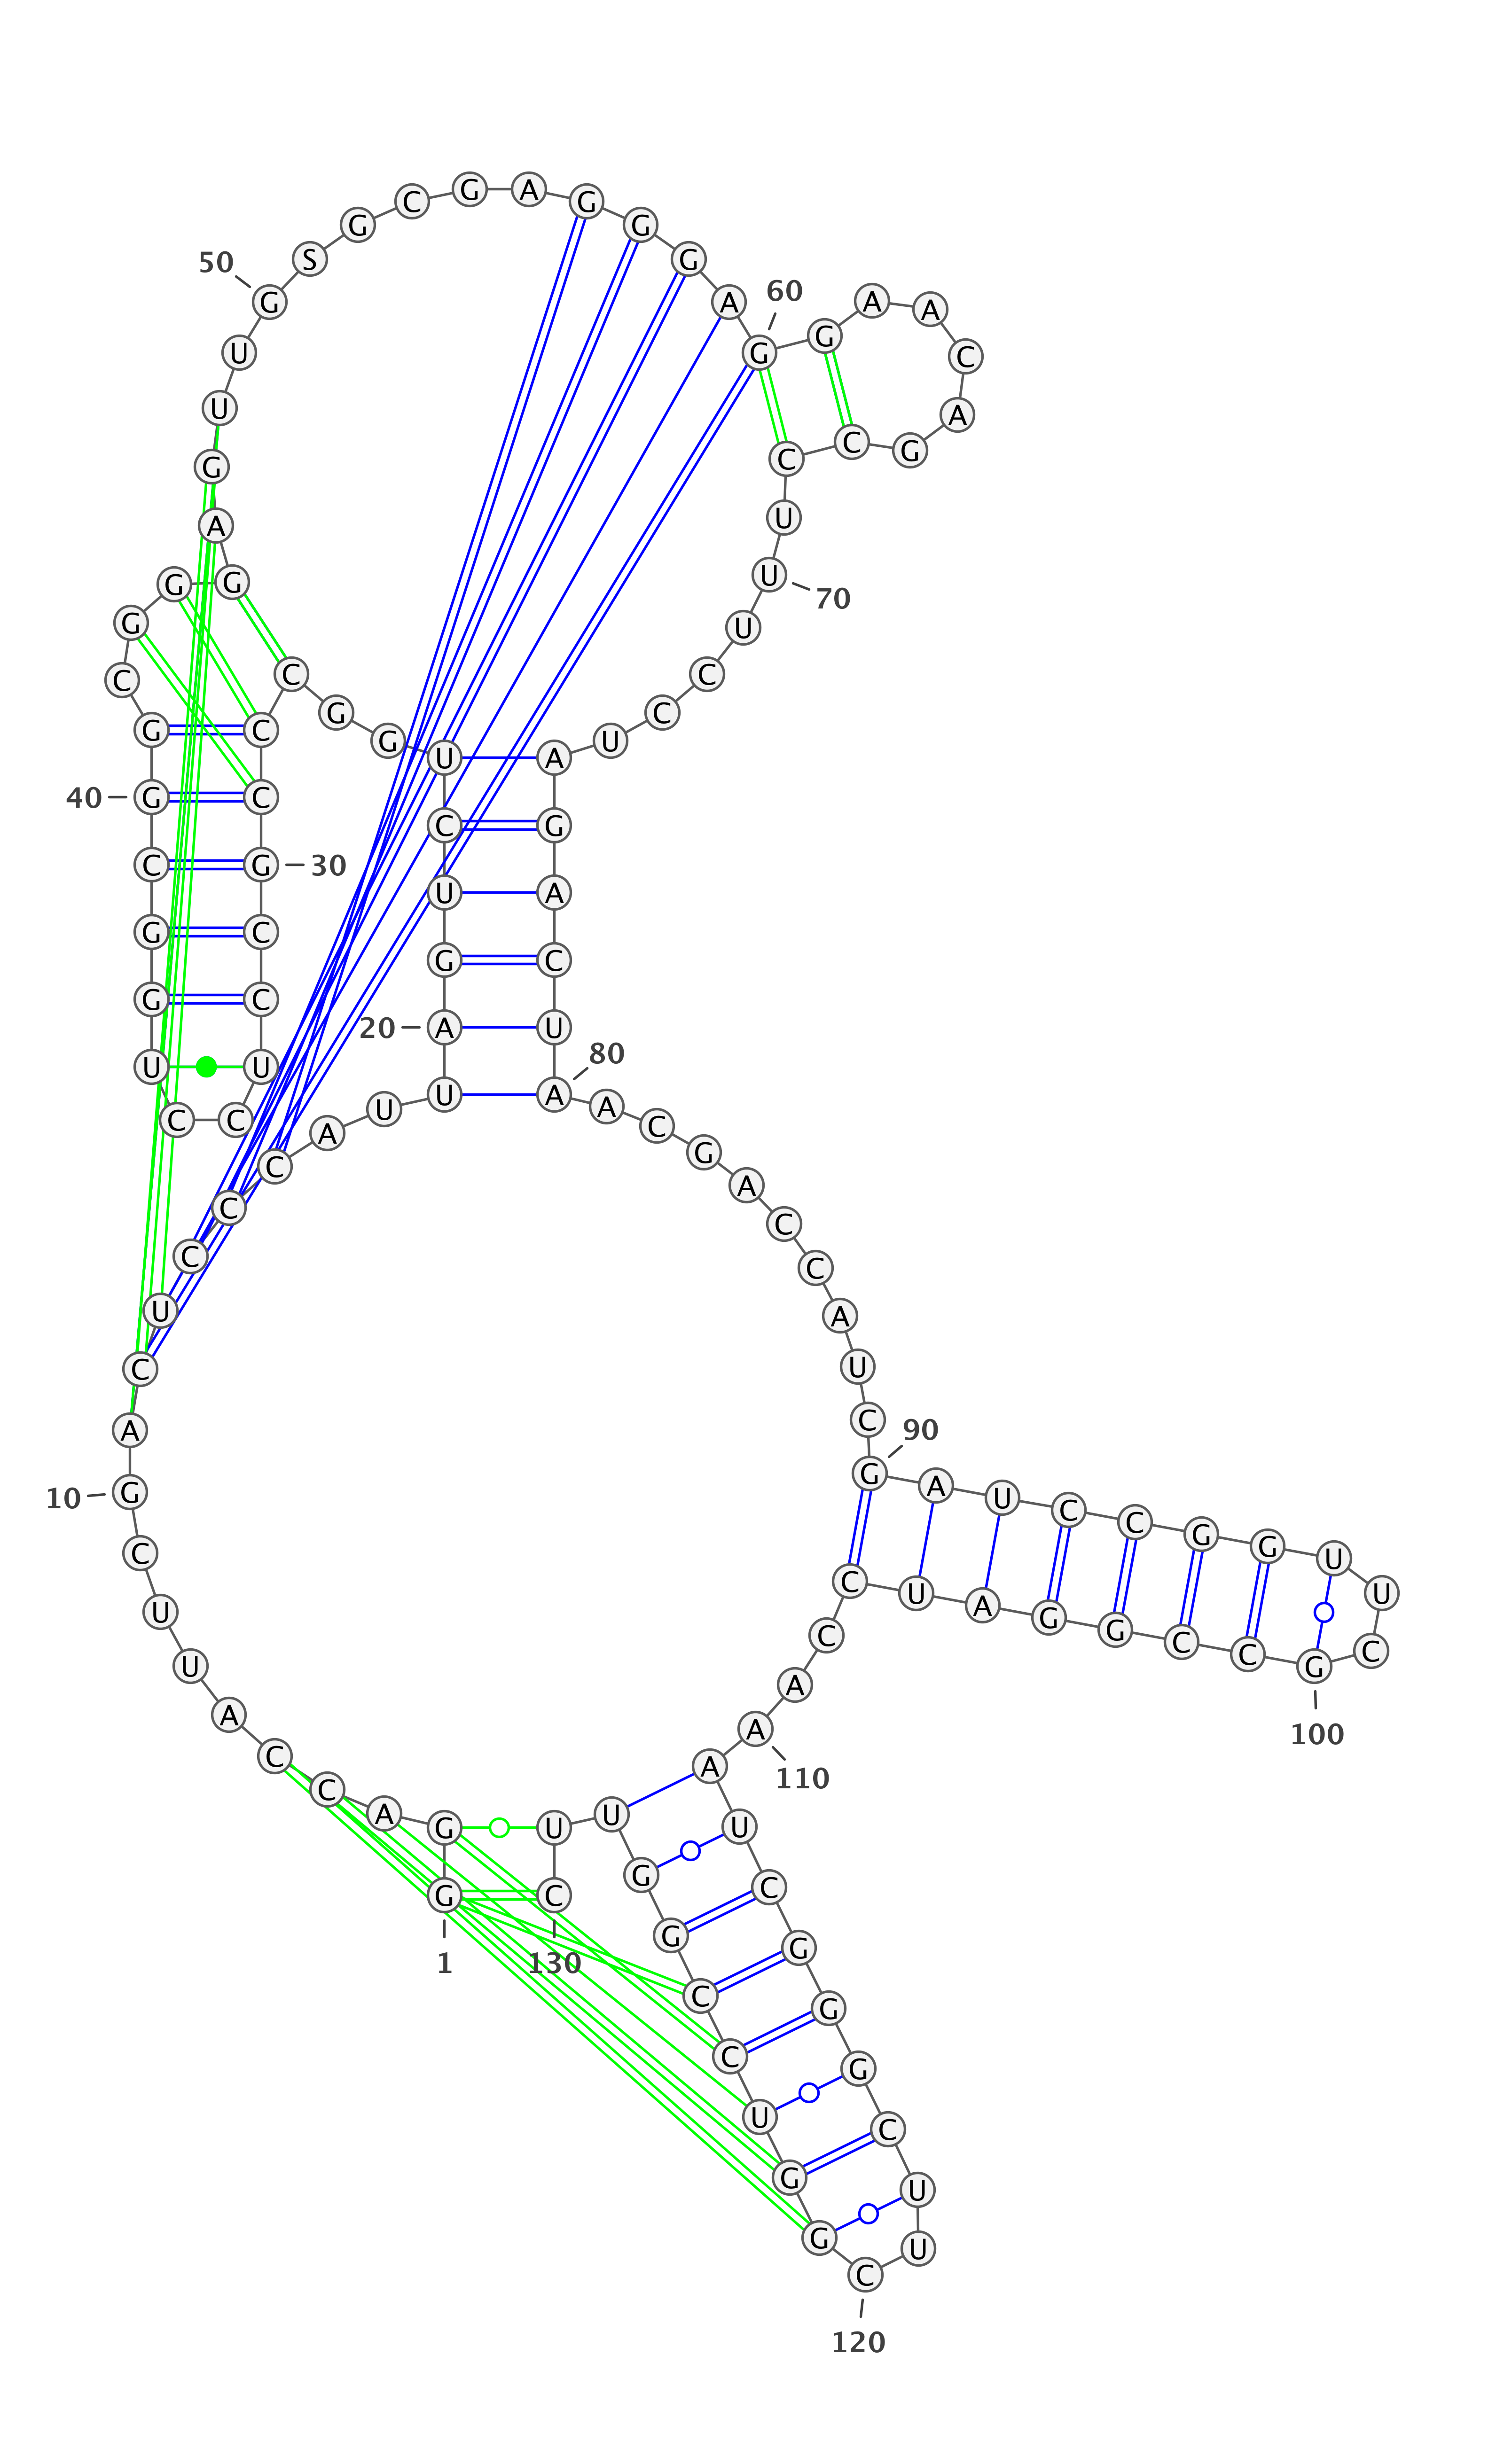 1
G G A C C A U U C G
10
A C U C C C A U U A
20
G U C U G G C C C G
30
C C U C C U G G C G
40
G C G G G A G U U G
50
S G C G A G G G A G
60
G A A C A G C C U U
70
U C C U A G A C U A
80
A C G A C C A U C G
90
A U C C G G U U C G
100
C C G G A U C C A A
110
A U C G G G C U U C
120
G G U C C G G U U C
130